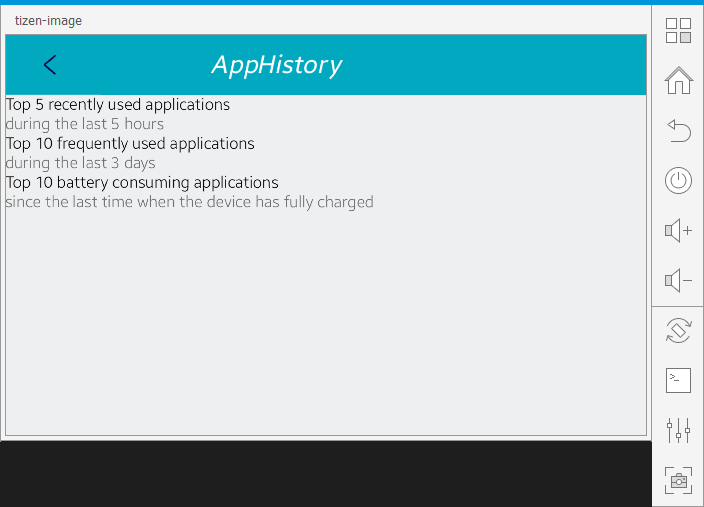 tizen-image
AppHistory
Top 5 recently used applications
during the last 5 hours
Top 10 frequently used applications
during the last 3 days
Top 10 battery consuming applications
since the last time when the device has fully charged